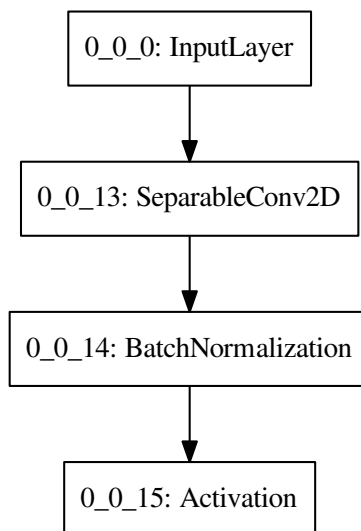 0_0_0: InputLayer
0_0_13: SeparableConv2D
0_0_14: BatchNormalization
0_0_15: Activation